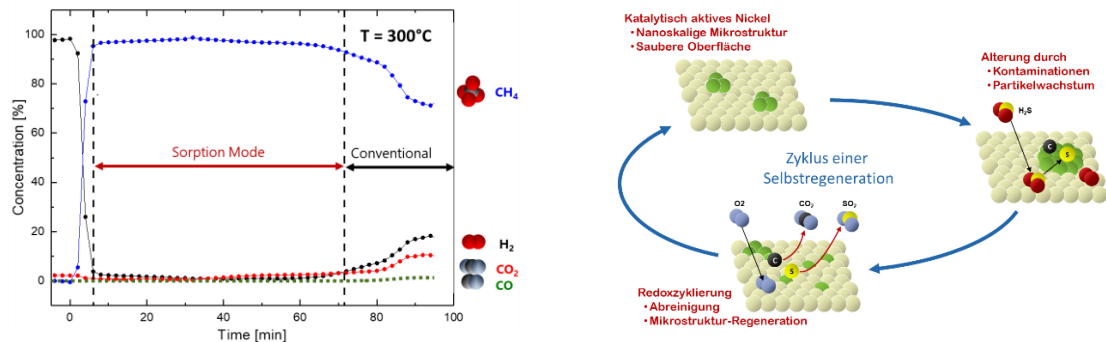 Concentration [%]
100
80
60
40
20
0
T = 300°C
CH4
Sorption Mode
Conventional
H2
CO2
CO
0
20
40
60
80
100
Time [min]
Katalytisch aktives Nickel
• Nanoskalige Mikrostruktur
• Saubere Oberfläche
Alterung durch
• Kontaminationen
• Partikelwachstum
H2S
C
S
Zyklus einer
Selbstregeneration
O2
CO2
SO2
C
S
Redoxzyklierung
• Abreinigung
• Mikrostruktur-Regeneration